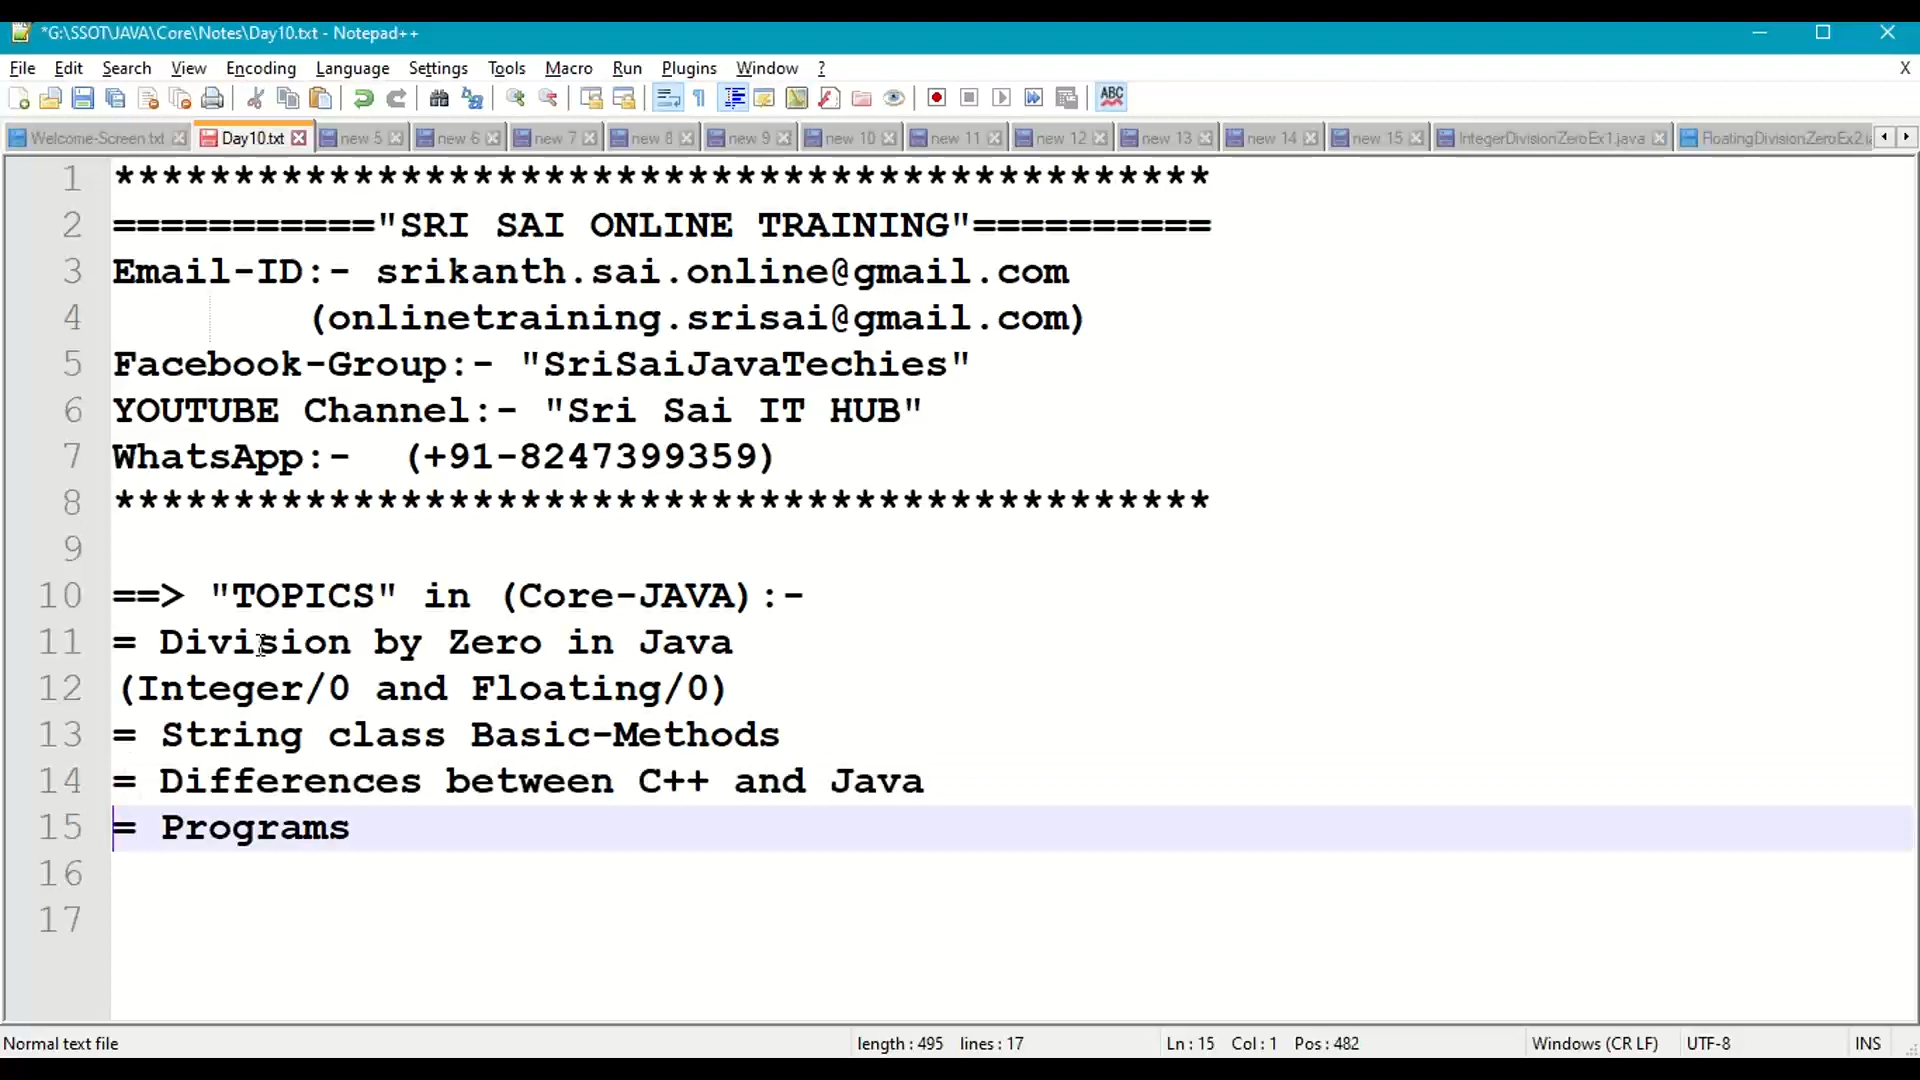 *G:\SSOT\JAVA\Core\Notes\Day10.txt - Notepad++
File Edit Search View Encoding Language Settings Tools Macro Run Plugins Window ? X
ABC
Welcome-Screen.txt Day10.txt new 5 new 6 new 7 new 8 new 9 new 10 new 11 new 12 new 13 new 14 new 15 IntegerDivisionZeroEx1.java FloatingDivisionZeroEx2.j
1 **********************************************
2 ==========="SRI SAI ONLINE TRAINING"==========
3 Email-ID:- srikanth.sai.online@gmail.com
4 (onlinetraining.srisai@gmail.com)
5 Facebook-Group:- "SriSaiJavaTechies"
6 YOUTUBE Channel:- "Sri Sai IT HUB"
7 WhatsApp:- (+91-8247399359)
8 **********************************************
9
10 ==> "TOPICS" in (Core-JAVA):-
11 = Division by Zero in Java
12 (Integer/0 and Floating/0)
13 = String class Basic-Methods
14 = Differences between C++ and Java
15 = Programs
16
17
Normal text file length : 495 lines : 17 Ln : 15 Col : 1 Pos : 482 Windows (CR LF) UTF-8 INS